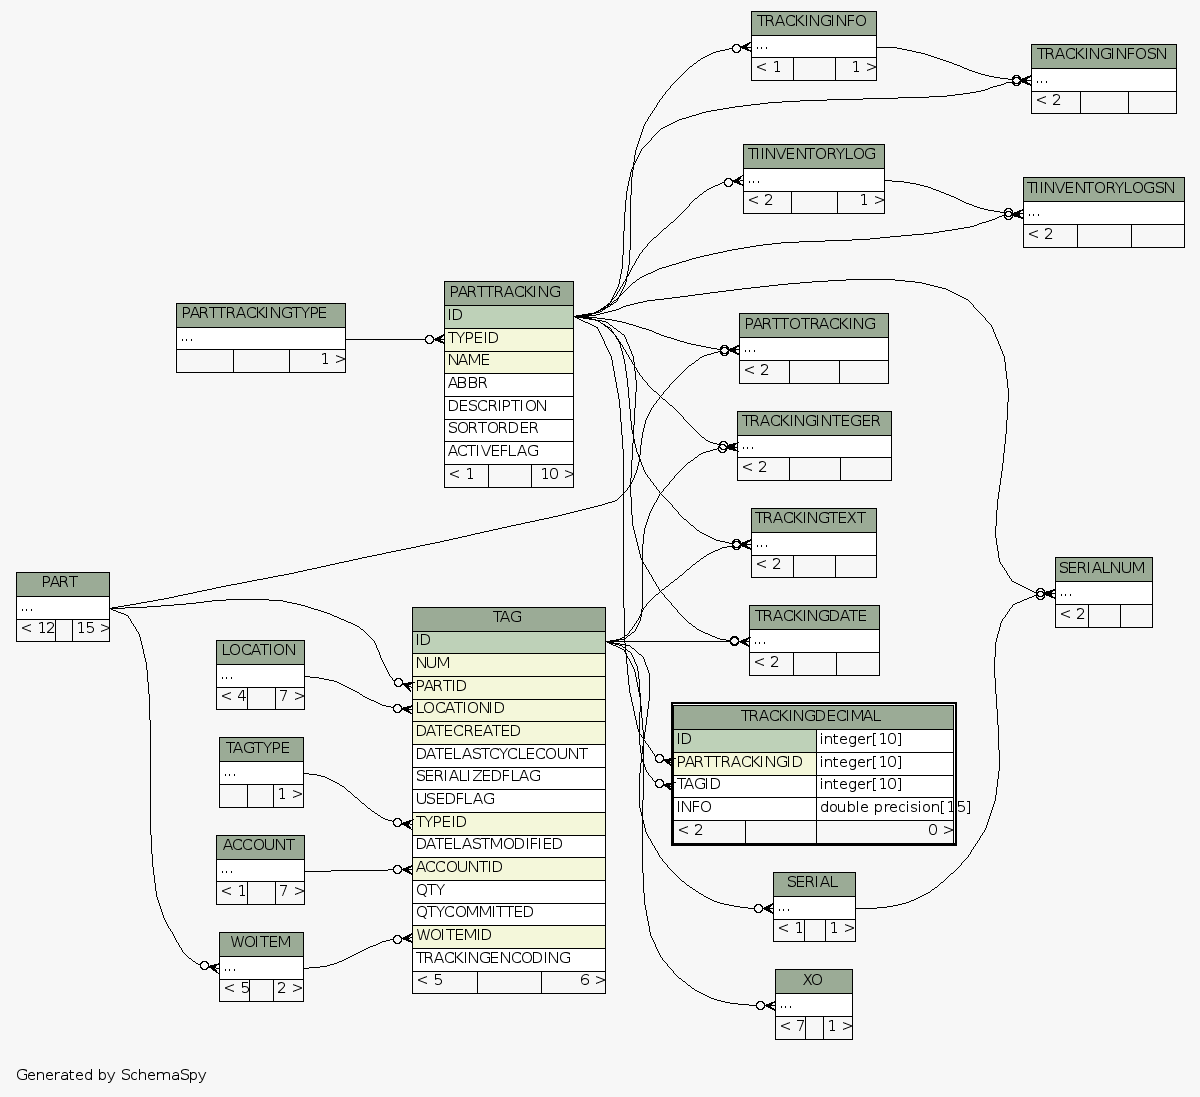 TRACKINGINFO
...
< 1 1 >
TRACKINGINFOSN
...
< 2
TIINVENTORYLOG
...
< 2 1 >
TIINVENTORYLOGSN
...
< 2
PARTTRACKINGTYPE
...
1 >
PARTTRACKING
ID
TYPEID
NAME
ABBR
DESCRIPTION
SORTORDER
ACTIVEFLAG
< 1 10 >
PARTTOTRACKING
...
< 2
TRACKINGINTEGER
...
< 2
TRACKINGTEXT
...
< 2
SERIALNUM
...
< 2
PART
...
< 12 15 >
TRACKINGDATE
...
< 2
LOCATION
...
< 4 7 >
TAGTYPE
...
1 >
ACCOUNT
...
< 1 7 >
WOITEM
...
< 5 2 >
TAG
ID
NUM
PARTID
LOCATIONID
DATECREATED
DATELASTCYCLECOUNT
SERIALIZEDFLAG
USEDFLAG
TYPEID
DATELASTMODIFIED
ACCOUNTID
QTY
QTYCOMMITTED
WOITEMID
TRACKINGENCODING
< 5 6 >
TRACKINGDECIMAL
ID integer[10]
PARTTRACKINGID integer[10]
TAGID integer[10]
INFO double precision[15]
< 2 0 >
SERIAL
...
< 1 1 >
XO
...
< 7 1 >
Generated by SchemaSpy